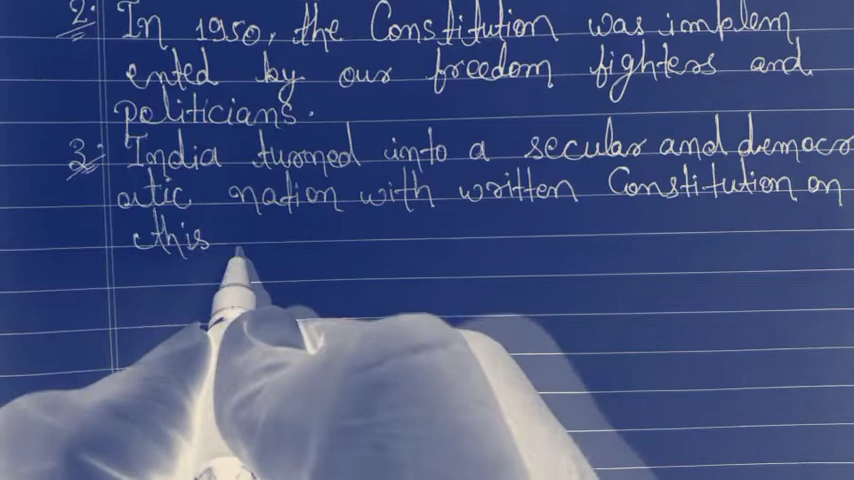 2. In 1950, the Constitution was implem
ented by our freedom fighters and
politicians.
3. India turned into a secular and democr
atic nation with written Constitution on
this